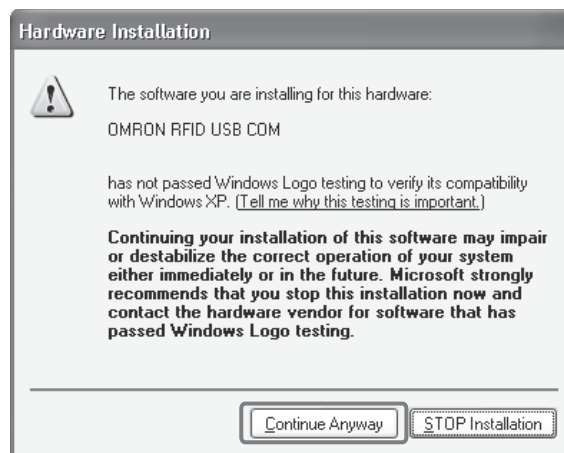 Hardware Installation
The software you are installing for this hardware:
OMRON RFID USB COM
has not passed Windows Logo testing to verify its compatibility
with Windows XP. (Tell me why this testing is important.)
Continuing your installation of this software may impair
or destabilize the correct operation of your system
either immediately or in the future. Microsoft strongly
recommends that you stop this installation now and
contact the hardware vendor for software that has
passed Windows Logo testing.
Continue Anyway STOP Installation